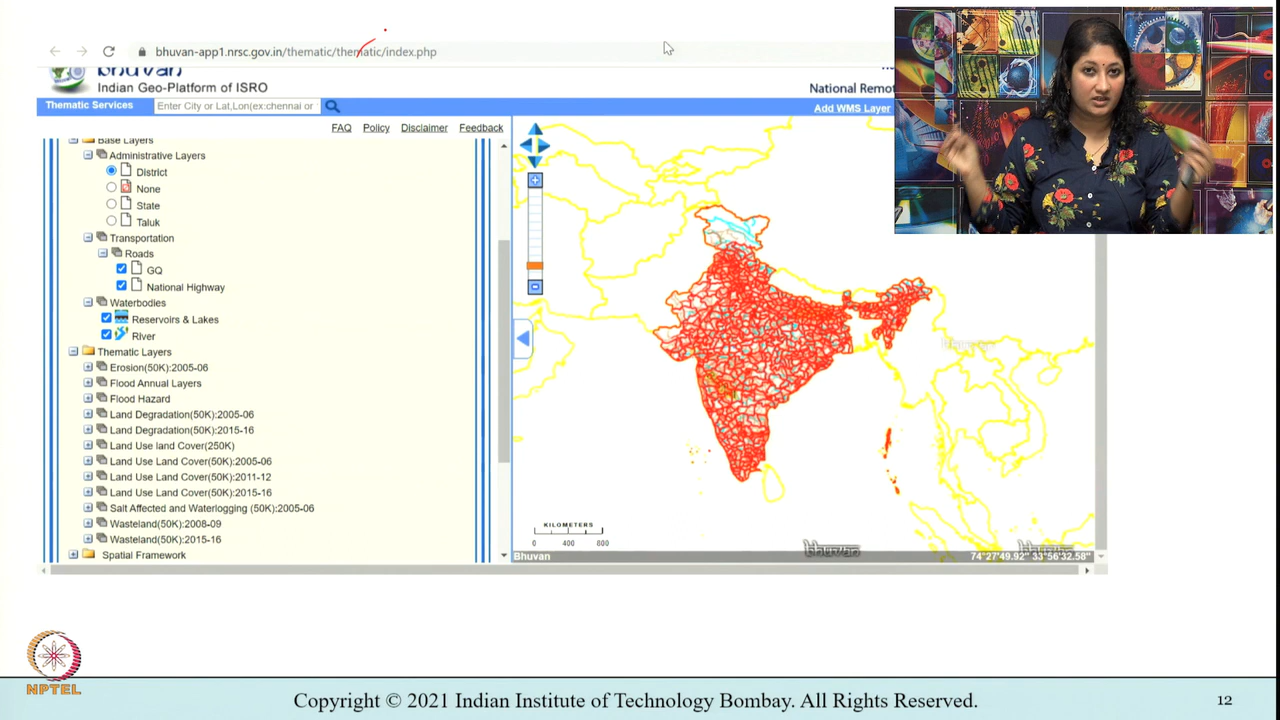 bhuvan-app1.nrsc.gov.in/thematic/thematic/index.php
bhuvan
Indian Geo-Platform of ISRO
National Remot
Thematic Services
Enter City or Lat,Lon(ex:chennai or
Add WMS Layer
FAQ Policy Disclaimer Feedback
Base Layers
Administrative Layers
District
None
State
Taluk
Transportation
Roads
GQ
National Highway
Waterbodies
Reservoirs & Lakes
River
Thematic Layers
Erosion(50K):2005-06
Flood Annual Layers
Flood Hazard
Land Degradation(50K):2005-06
Land Degradation(50K):2015-16
Land Use land Cover(250K)
Land Use Land Cover(50K):2005-06
Land Use Land Cover(50K):2011-12
Land Use Land Cover(50K):2015-16
Salt Affected and Waterlogging (50K):2005-06
Wasteland(50K):2008-09
Wasteland(50K):2015-16
Spatial Framework
bhuvan
KILOMETERS
0 400 800
bhuvan
bhuvan
Bhuvan
74°27'49.92" 33°56'32.58"
NPTEL
Copyright © 2021 Indian Institute of Technology Bombay. All Rights Reserved.
12